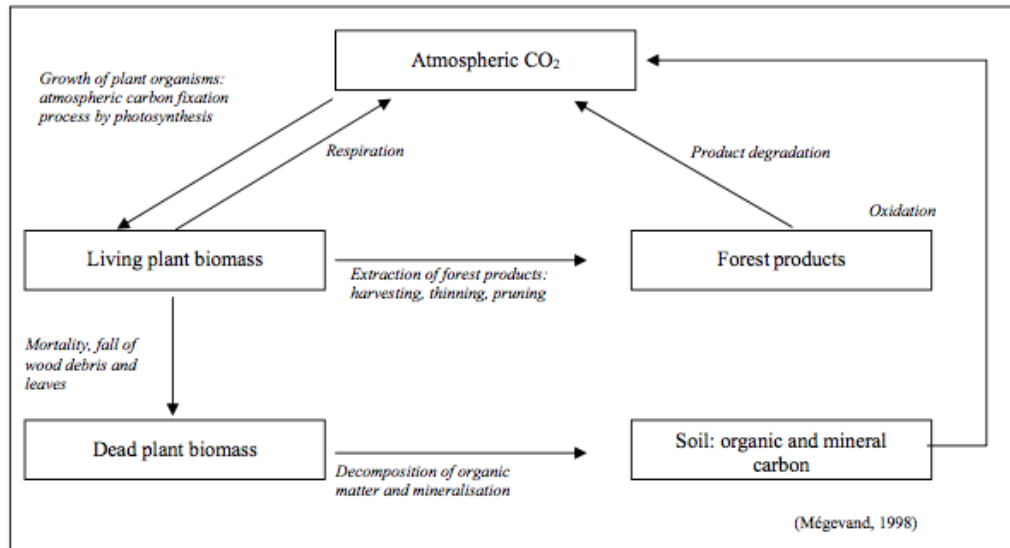 Atmospheric CO₂
Growth of plant organisms:
atmospheric carbon fixation
process by photosynthesis
Respiration
Product degradation
Oxidation
Living plant biomass
Forest products
Extraction of forest products:
harvesting, thinning, pruning
Mortality, fall of
wood debris and
leaves
Dead plant biomass
Soil: organic and mineral
carbon
Decomposition of organic
matter and mineralisation
(Mégevand, 1998)